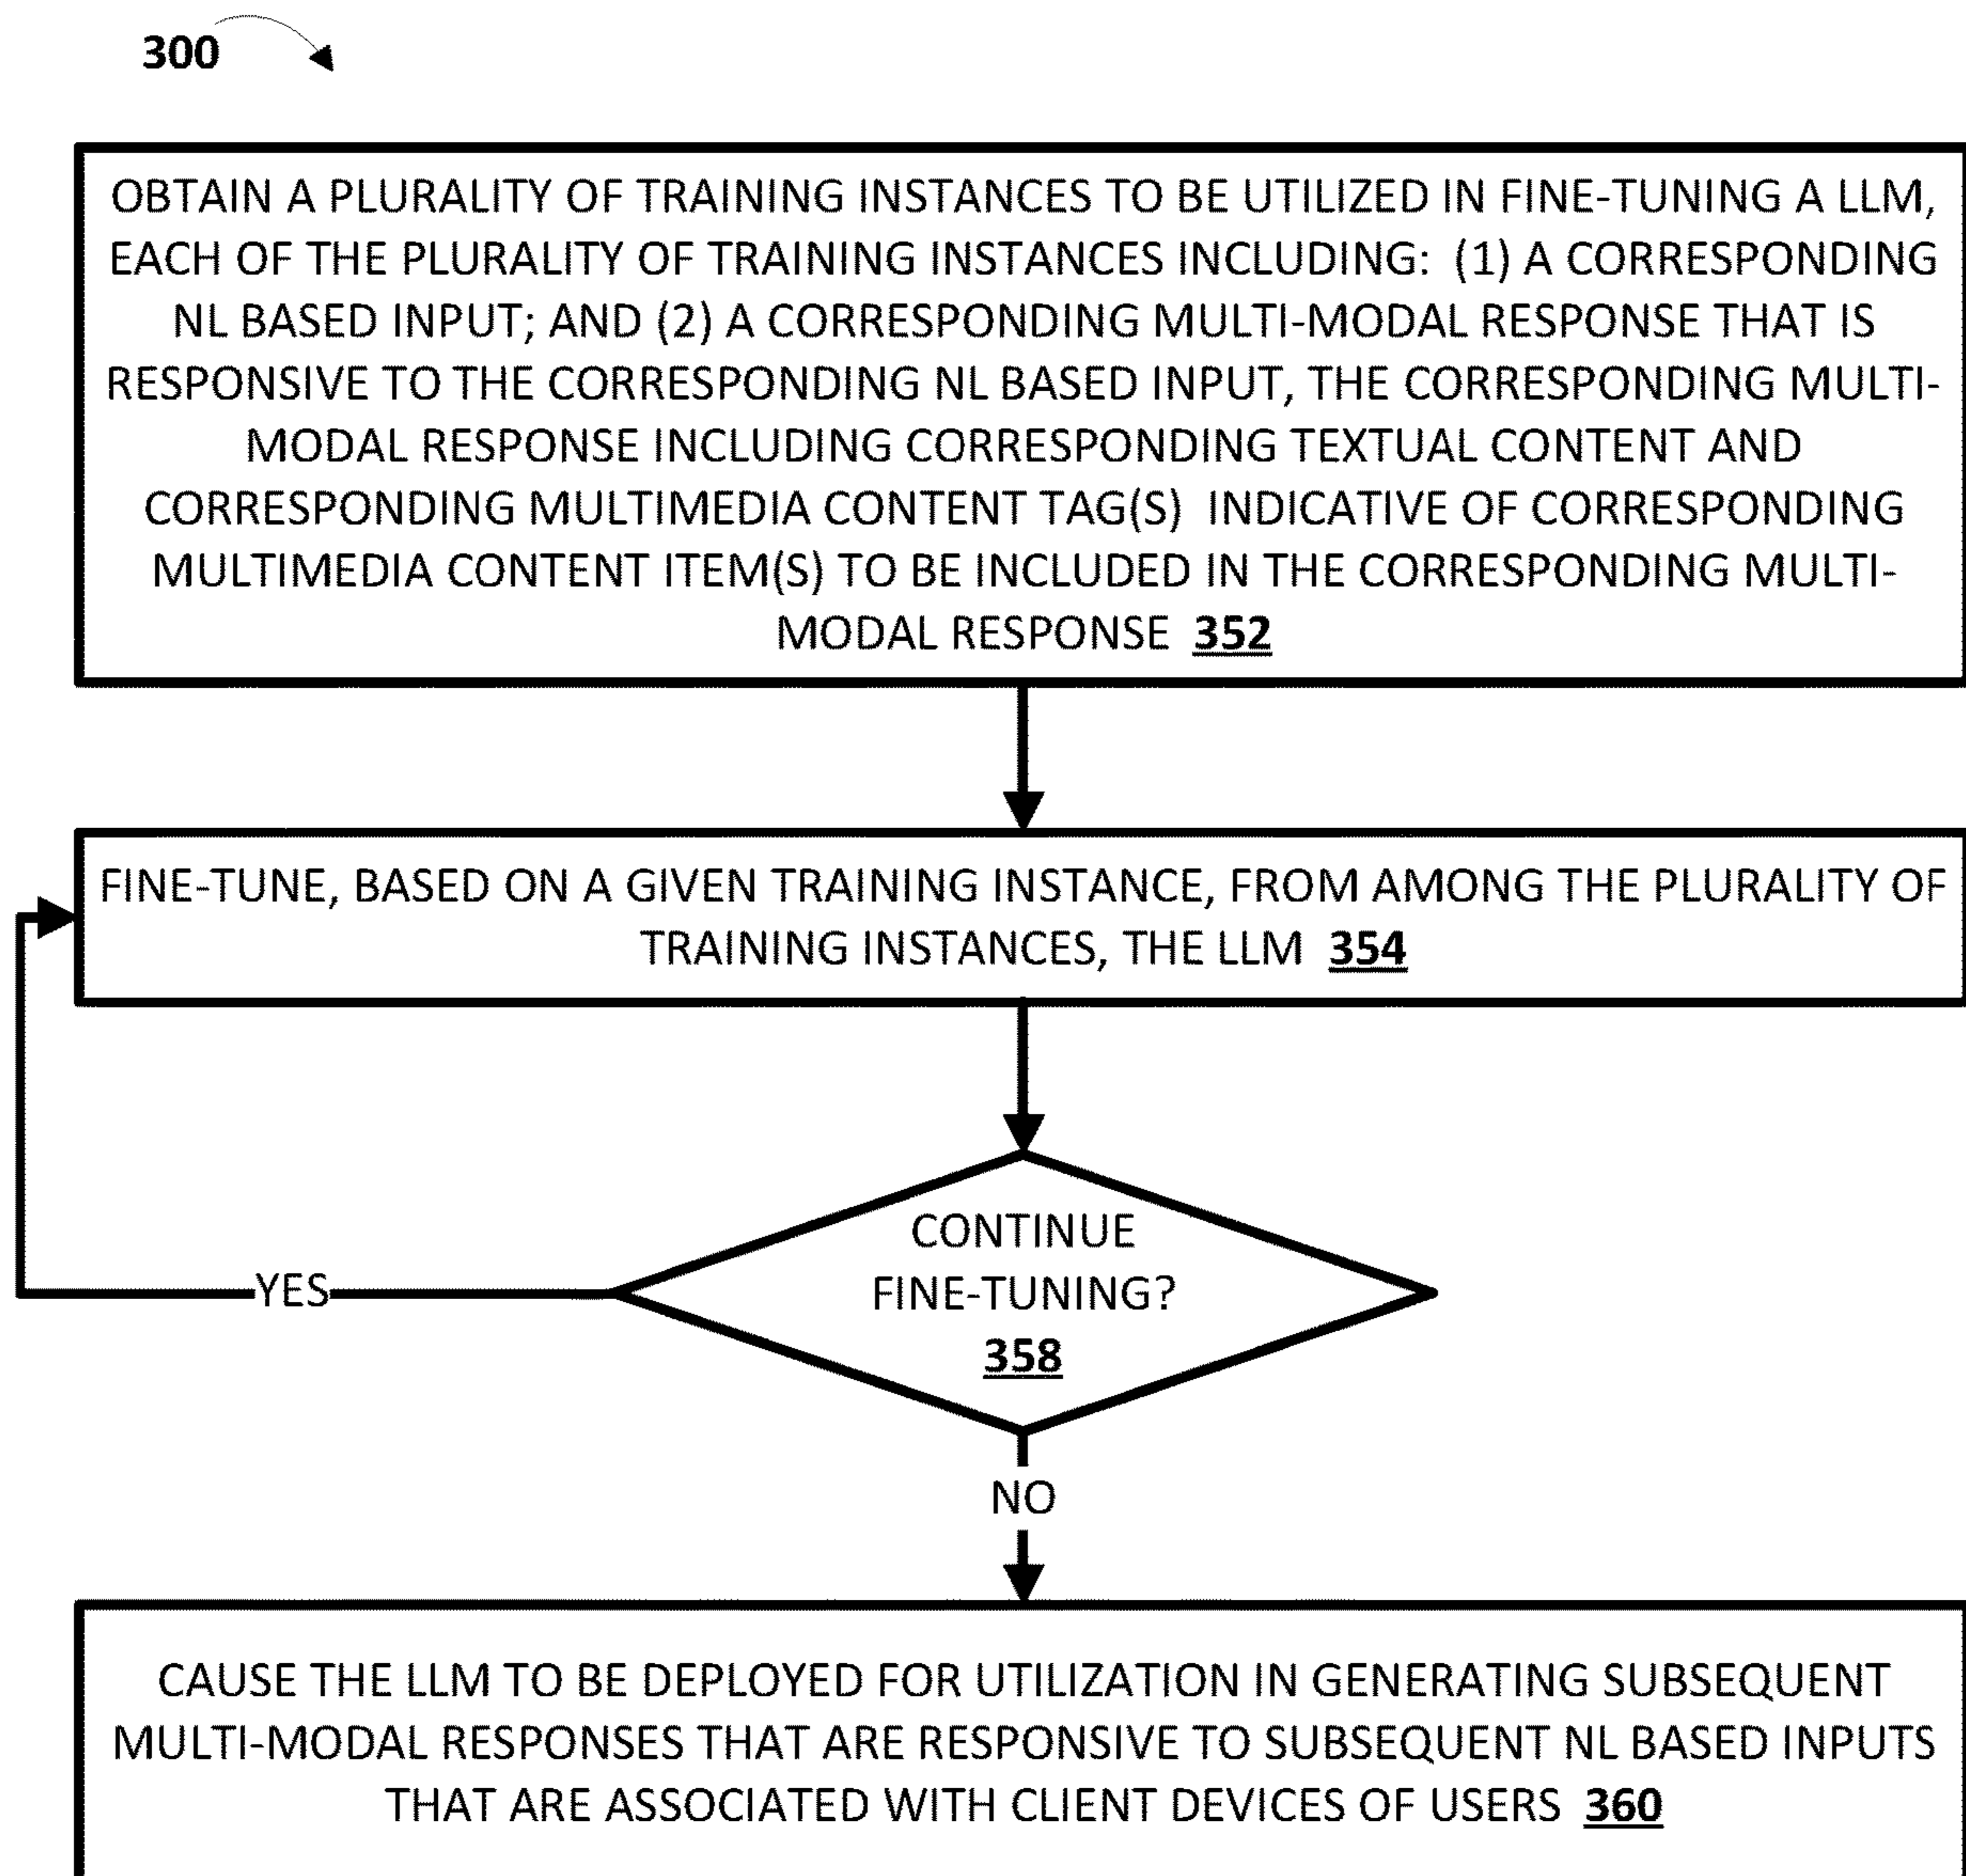 300
OBTAIN A PLURALITY OF TRAINING INSTANCES TO BE UTILIZED IN FINE-TUNING A LLM,
EACH OF THE PLURALITY OF TRAINING INSTANCES INCLUDING: (1) A CORRESPONDING
NL BASED INPUT; AND (2) A CORRESPONDING MULTI-MODAL RESPONSE THAT IS
RESPONSIVE TO THE CORRESPONDING NL BASED INPUT, THE CORRESPONDING MULTI-
MODAL RESPONSE INCLUDING CORRESPONDING TEXTUAL CONTENT AND
CORRESPONDING MULTIMEDIA CONTENT TAG(S) INDICATIVE OF CORRESPONDING
MULTIMEDIA CONTENT ITEM(S) TO BE INCLUDED IN THE CORRESPONDING MULTI-
MODAL RESPONSE 352
FINE-TUNE, BASED ON A GIVEN TRAINING INSTANCE, FROM AMONG THE PLURALITY OF
TRAINING INSTANCES, THE LLM 354
CONTINUE
FINE-TUNING?
358
YES
NO
CAUSE THE LLM TO BE DEPLOYED FOR UTILIZATION IN GENERATING SUBSEQUENT
MULTI-MODAL RESPONSES THAT ARE RESPONSIVE TO SUBSEQUENT NL BASED INPUTS
THAT ARE ASSOCIATED WITH CLIENT DEVICES OF USERS 360